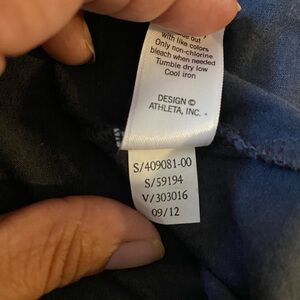 out
with like colors
Only non-chlorine
bleach when needed
Tumble dry low
Cool iron
DESIGN ©
ATHLETA, INC.
S/409081-00
S/59194
V/303016
09/12